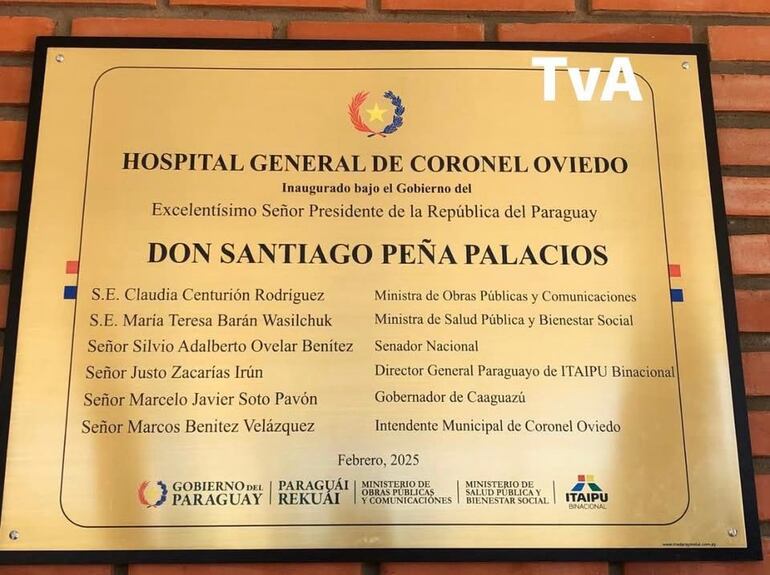 TvA
HOSPITAL GENERAL DE CORONEL OVIEDO
Inaugurado bajo el Gobierno del
Excelentísimo Señor Presidente de la República del Paraguay
DON SANTIAGO PEÑA PALACIOS
S.E. Claudia Centurión Rodríguez Ministra de Obras Públicas y Comunicaciones
S.E. María Teresa Barán Wasilchuk Ministra de Salud Pública y Bienestar Social
Señor Silvio Adalberto Ovelar Benítez Senador Nacional
Señor Justo Zacarías Irún Director General Paraguayo de ITAIPU Binacional
Señor Marcelo Javier Soto Pavón Gobernador de Caaguazú
Señor Marcos Benitez Velázquez Intendente Municipal de Coronel Oviedo
Febrero, 2025
GOBIERNO DEL
PARAGUAY
PARAGUÁI
REKUÁI
MINISTERIO DE
OBRAS PÚBLICAS
Y COMUNICACIONES
MINISTERIO DE
SALUD PÚBLICA Y
BIENESTAR SOCIAL
ITAIPU
BINACIONAL